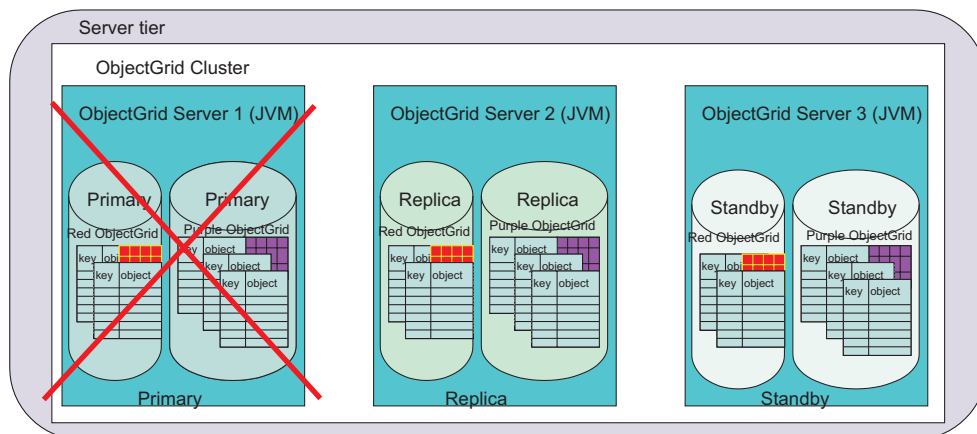 Server tier
ObjectGrid Cluster
ObjectGrid Server 1 (JVM)
Primary
Primary
Red ObjectGrid
Purple ObjectGrid
key obj
key object
key object
key object
key object
Primary
ObjectGrid Server 2 (JVM)
Replica
Replica
Red ObjectGrid
Purple ObjectGrid
key obj
key object
key object
key object
key object
Replica
ObjectGrid Server 3 (JVM)
Standby
Standby
Red ObjectGrid
Purple ObjectGrid
key object
key object
key object
key object
key object
Standby